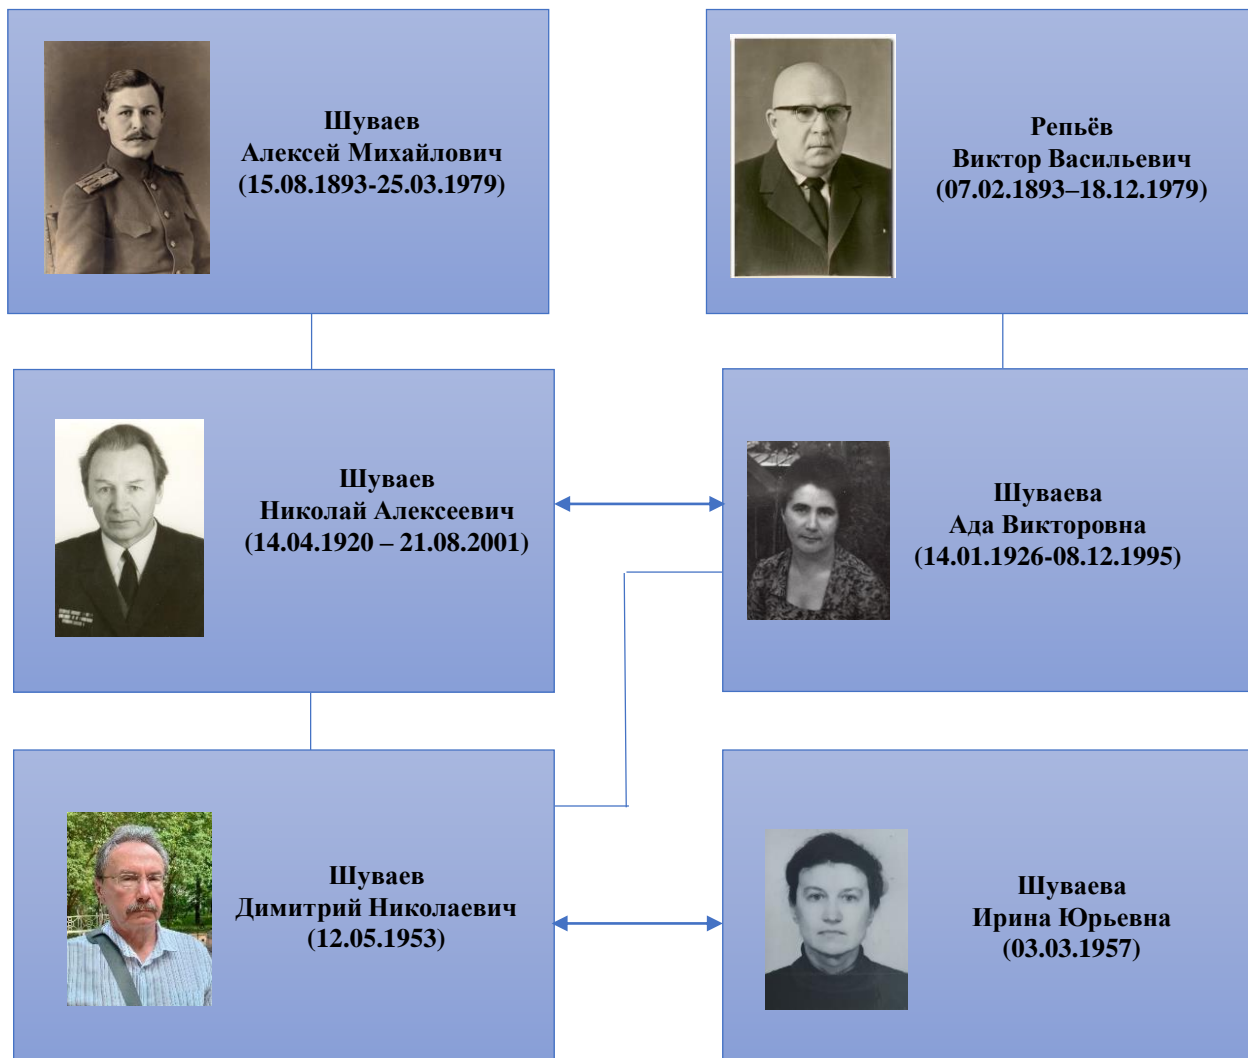 Шуваев
Алексей Михайлович
(15.08.1893-25.03.1979)
Репьёв
Виктор Васильевич
(07.02.1893–18.12.1979)
Шуваев
Николай Алексеевич
(14.04.1920 – 21.08.2001)
Шуваева
Ада Викторовна
(14.01.1926-08.12.1995)
Шуваев
Димитрий Николаевич
(12.05.1953)
Шуваева
Ирина Юрьевна
(03.03.1957)